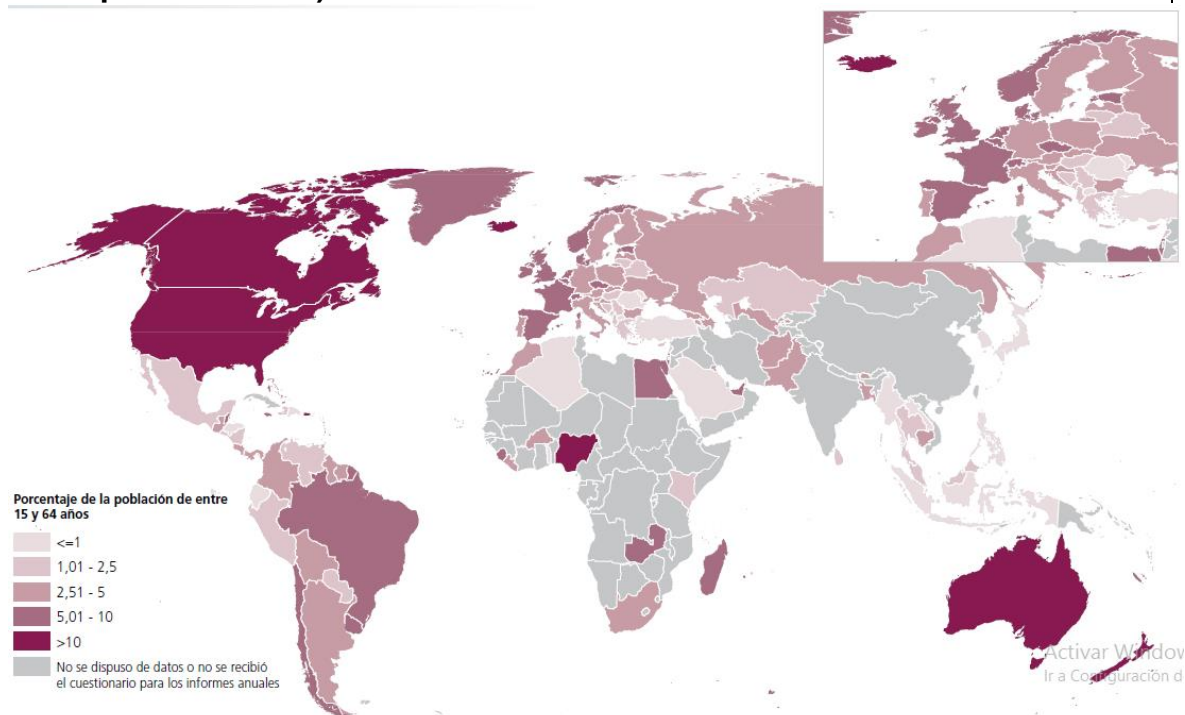 Porcentaje de la población de entre
15 y 64 años
<=1
1,01 - 2,5
2,51 - 5
5,01 - 10
>10
No se dispuso de datos o no se recibió
el cuestionario para los informes anuales
Activar Window
Ir a Configuración d